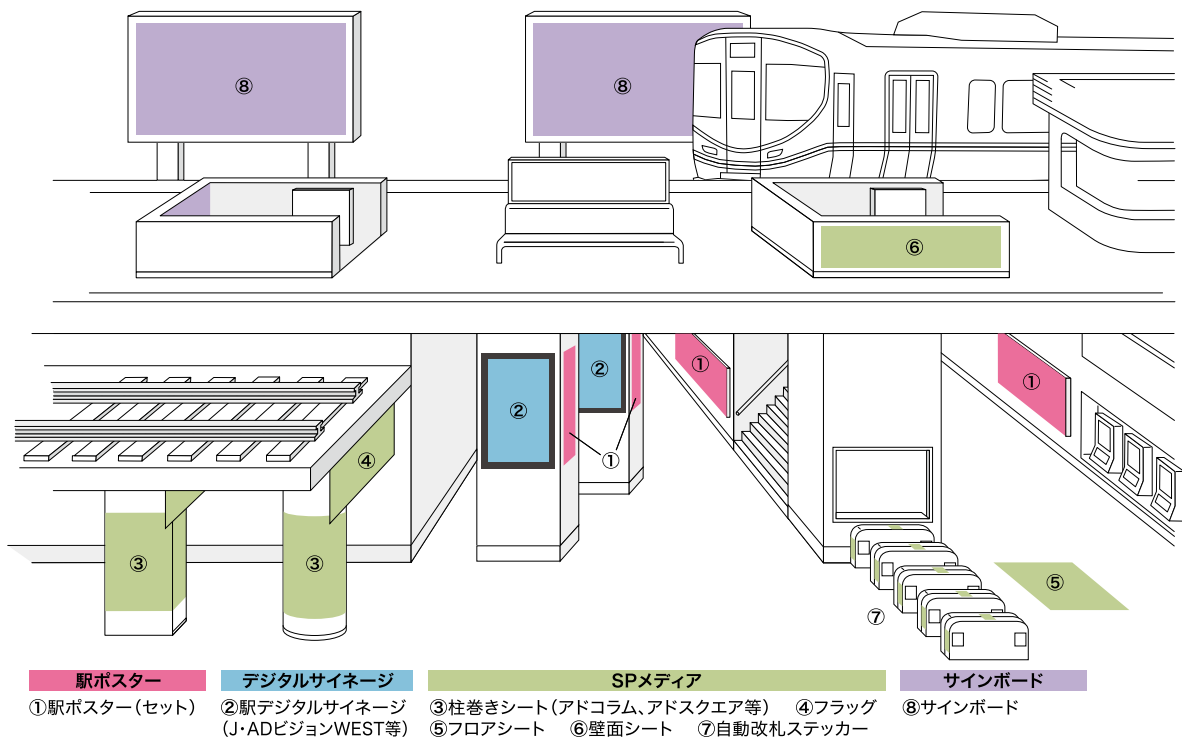 ⑧
⑧
⑥
①
①
②
②
①
④
③
③
⑤
⑦
駅ポスター
①駅ポスター(セット)
デジタルサイネージ
②駅デジタルサイネージ
(J・ADビジョンWEST等)
SPメディア
③柱巻きシート(アドコラム、アドスクエア等) ④フラッグ
⑤フロアシート ⑥壁面シート ⑦自動改札ステッカー
サインボード
⑧サインボード